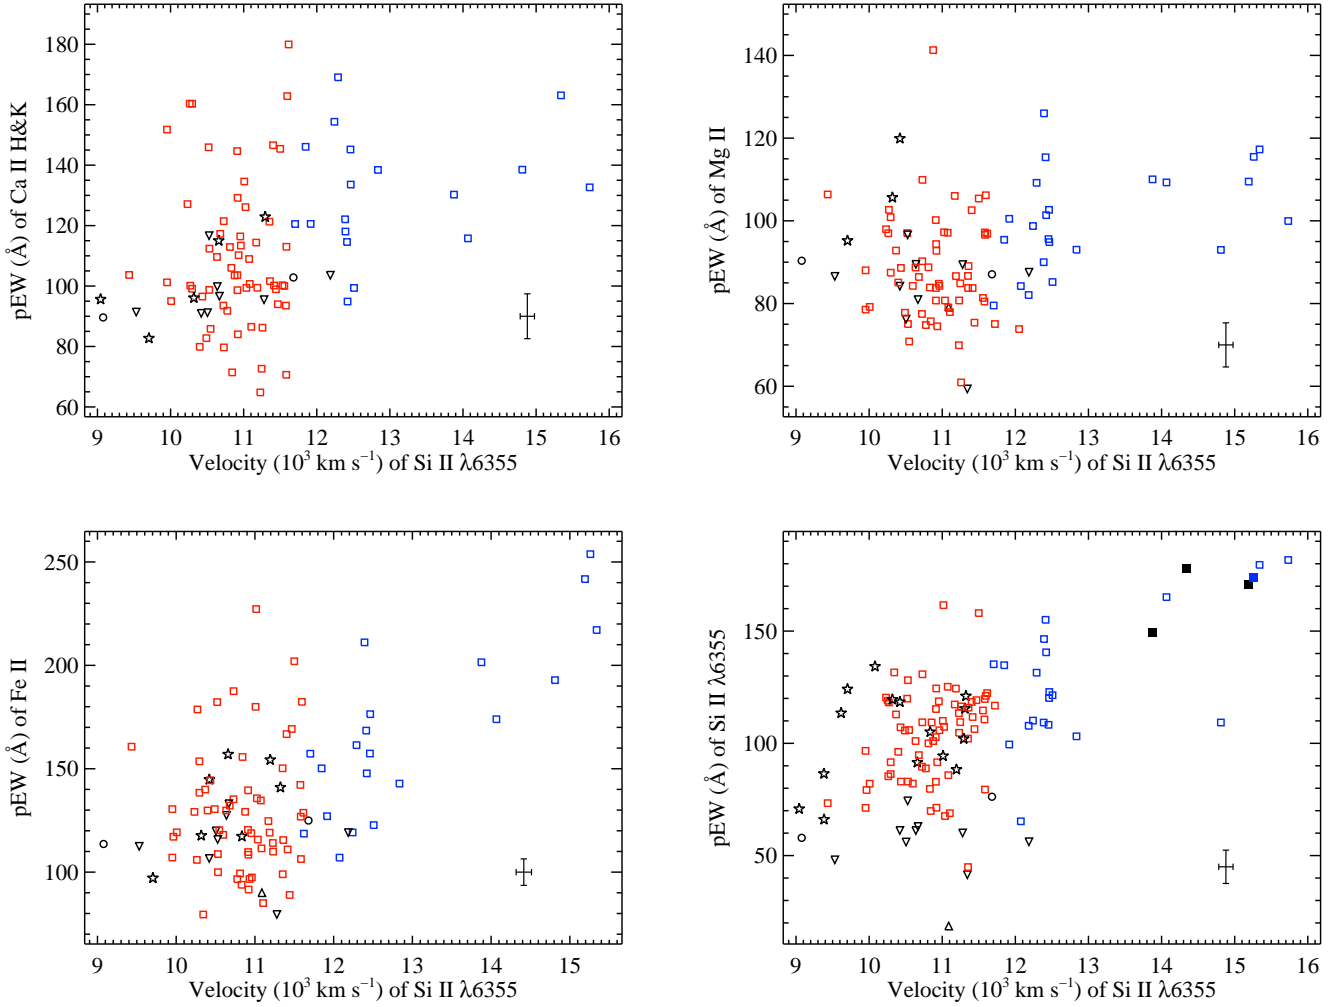 pEW (Å) of Ca II H&K
180
160
140
120
100
80
60
9 10 11 12 13 14 15 16
Velocity (10³ km s⁻¹) of Si II λ6355
pEW (Å) of Mg II
140
120
100
80
60
9 10 11 12 13 14 15 16
Velocity (10³ km s⁻¹) of Si II λ6355
pEW (Å) of Fe II
250
200
150
100
9 10 11 12 13 14 15
Velocity (10³ km s⁻¹) of Si II λ6355
pEW (Å) of Si II λ6355
150
100
50
9 10 11 12 13 14 15 16
Velocity (10³ km s⁻¹) of Si II λ6355